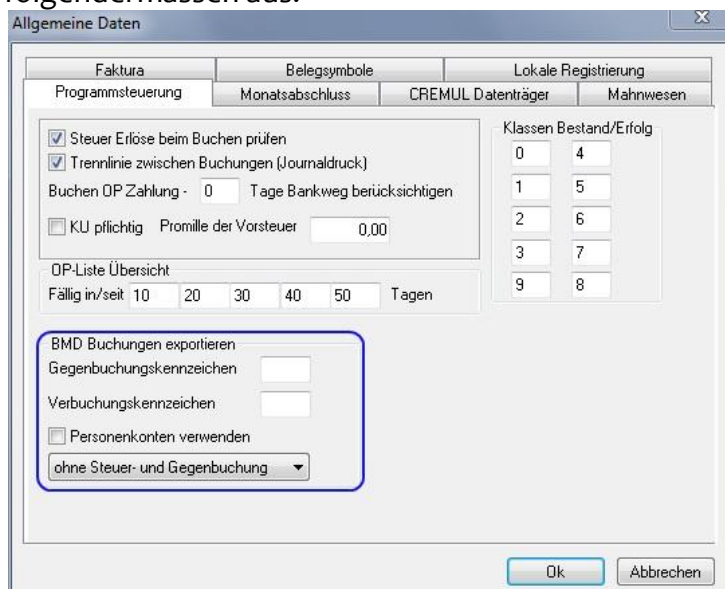 folgendermassen aus:
Allgemeine Daten
Faktura Belegsymbole Lokale Registrierung
Programmsteuerung Monatsabschluss CREMUL Datenträger Mahnwesen
Steuer Erlöse beim Buchen prüfen
Trennlinie zwischen Buchungen (Journaldruck)
Buchen OP Zahlung - 0 Tage Bankweg berücksichtigen
KU pflichtig Promille der Vorsteuer 0,00
Klassen Bestand/Erfolg
0 4
1 5
2 6
3 7
9 8
OP-Liste Übersicht
Fällig in/seit 10 20 30 40 50 Tagen
BMD Buchungen exportieren
Gegenbuchungskennzeichen
Verbuchungskennzeichen
Personenkonten verwenden
ohne Steuer- und Gegenbuchung
Ok Abbrechen